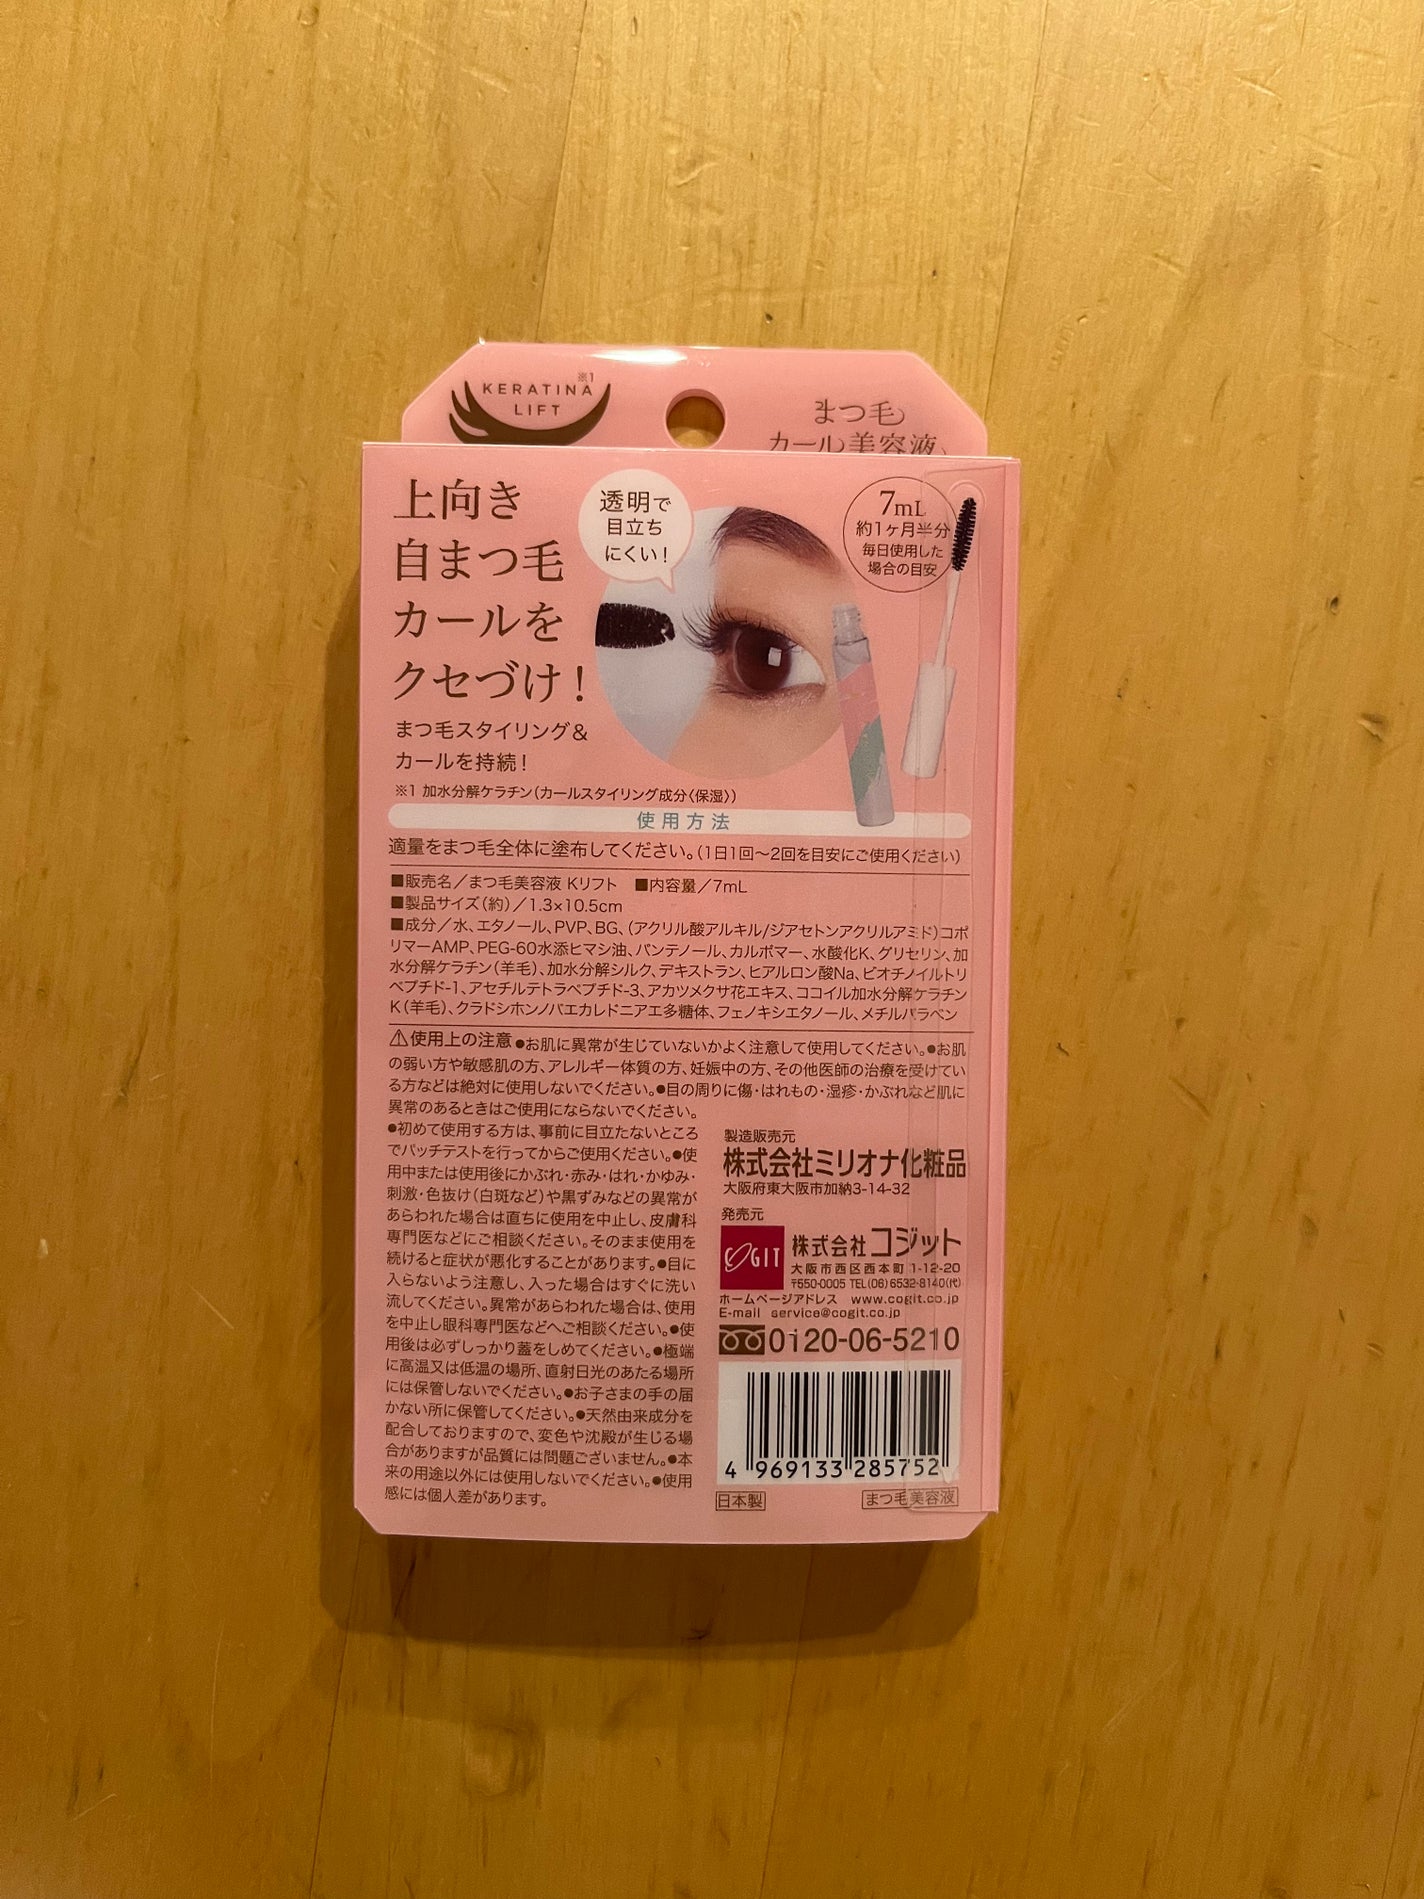 KERATINA※1
LIFT
まつ毛
カール美容液
上向き
自まつ毛
カールを
クセづけ！
透明で
目立ち
にくい！
7mL
約1ヶ月半分
毎日使用した
場合の目安
まつ毛スタイリング＆
カールを持続！
※1 加水分解ケラチン（カールスタイリング成分〈保湿〉）
使用方法
適量をまつ毛全体に塗布してください。（1日1回～2回を目安にご使用ください）
■販売名／まつ毛美容液 Kリフト ■内容量／7mL
■製品サイズ（約）／1.3×10.5cm
■成分／水、エタノール、PVP、BG、（アクリル酸アルキル/ジアセトンアクリルアミド）コポ
リマーAMP、PEG-60水添ヒマシ油、パンテノール、カルボマー、水酸化K、グリセリン、加
水分解ケラチン（羊毛）、加水分解シルク、デキストラン、ヒアルロン酸Na、ビオチノイルトリ
ペプチド-1、アセチルテトラペプチド-3、アカツメクサ花エキス、ココイル加水分解ケラチン
K（羊毛）、クラドシホンノバエカレドニアエ多糖体、フェノキシエタノール、メチルパラベン
⚠使用上の注意 ●お肌に異常が生じていないかよく注意して使用してください。●お肌
の弱い方や敏感肌の方、アレルギー体質の方、妊娠中の方、その他医師の治療を受けてい
る方などは絶対に使用しないでください。●目の周りに傷・はれもの・湿疹・かぶれなど肌に
異常のあるときはご使用にならないでください。
●初めて使用する方は、事前に目立たないところ
でパッチテストを行ってからご使用ください。●使
用中または使用後にかぶれ・赤み・はれ・かゆみ・
刺激・色抜け（白斑など）や黒ずみなどの異常が
あらわれた場合は直ちに使用を中止し、皮膚科
専門医などにご相談ください。そのまま使用を
続けると症状が悪化することがあります。●目に
入らないよう注意し、入った場合はすぐに洗い
流してください。異常があらわれた場合は、使用
を中止し眼科専門医などへご相談ください。●使
用後は必ずしっかり蓋をしめてください。●極端
に高温又は低温の場所、直射日光のあたる場所
には保管しないでください。●お子さまの手の届
かない所に保管してください。●天然由来成分を
配合しておりますので、変色や沈殿が生じる場
合がありますが品質には問題ございません。●本
来の用途以外には使用しないでください。●使用
感には個人差があります。
製造販売元
株式会社ミリオナ化粧品
大阪府東大阪市加納3-14-32
発売元
COGIT
株式会社コジット
大阪市西区西本町1-12-20
〒550-0005 TEL(06)6532-8140(代)
ホームページアドレス www.cogit.co.jp
E-mail service@cogit.co.jp
0120-06-5210
4 969133 285752
日本製
まつ毛美容液